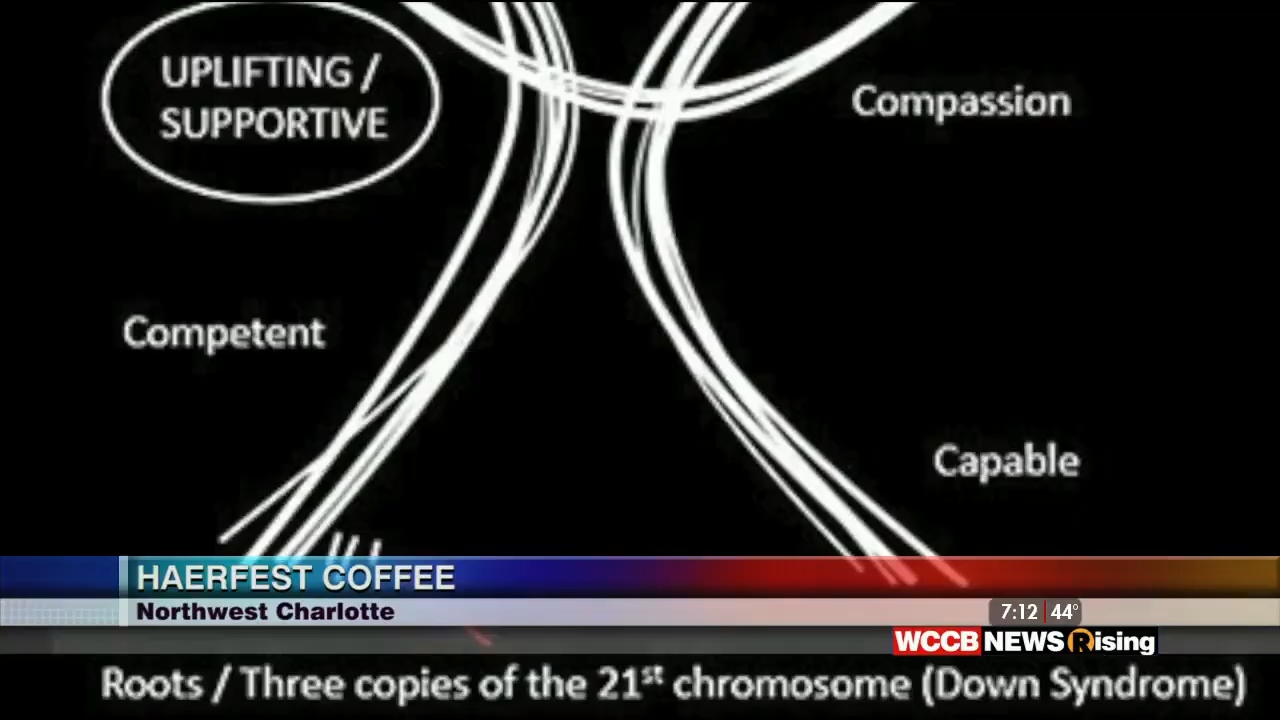 UPLIFTING /
SUPPORTIVE
Compassion
Competent
Capable
HAERFEST COFFEE
Northwest Charlotte
7:12 44°
WCCB NEWS Rising
Roots / Three copies of the 21st chromosome (Down Syndrome)